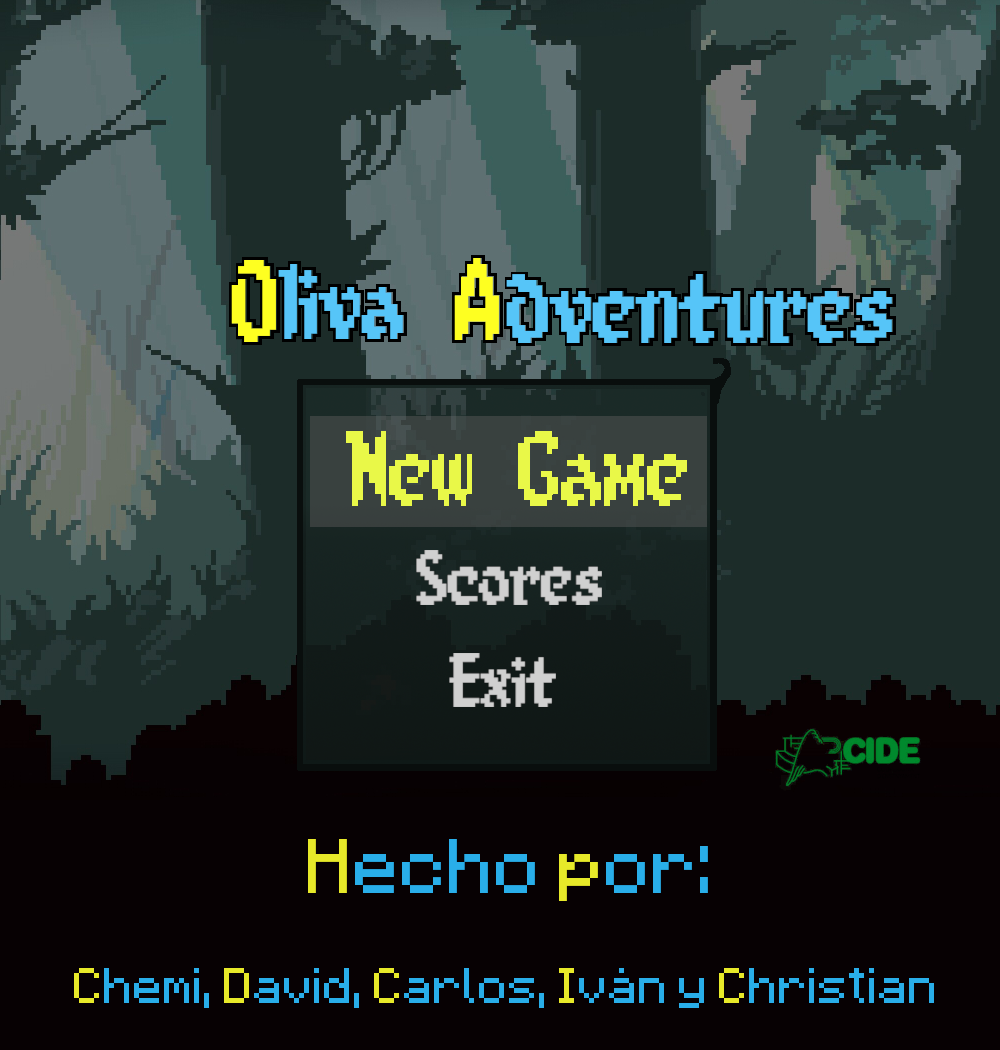 Oliva Adventures
New Game
Scores
Exit
CIDE
Hecho por:
Chemi, David, Carlos, Iván y Christian